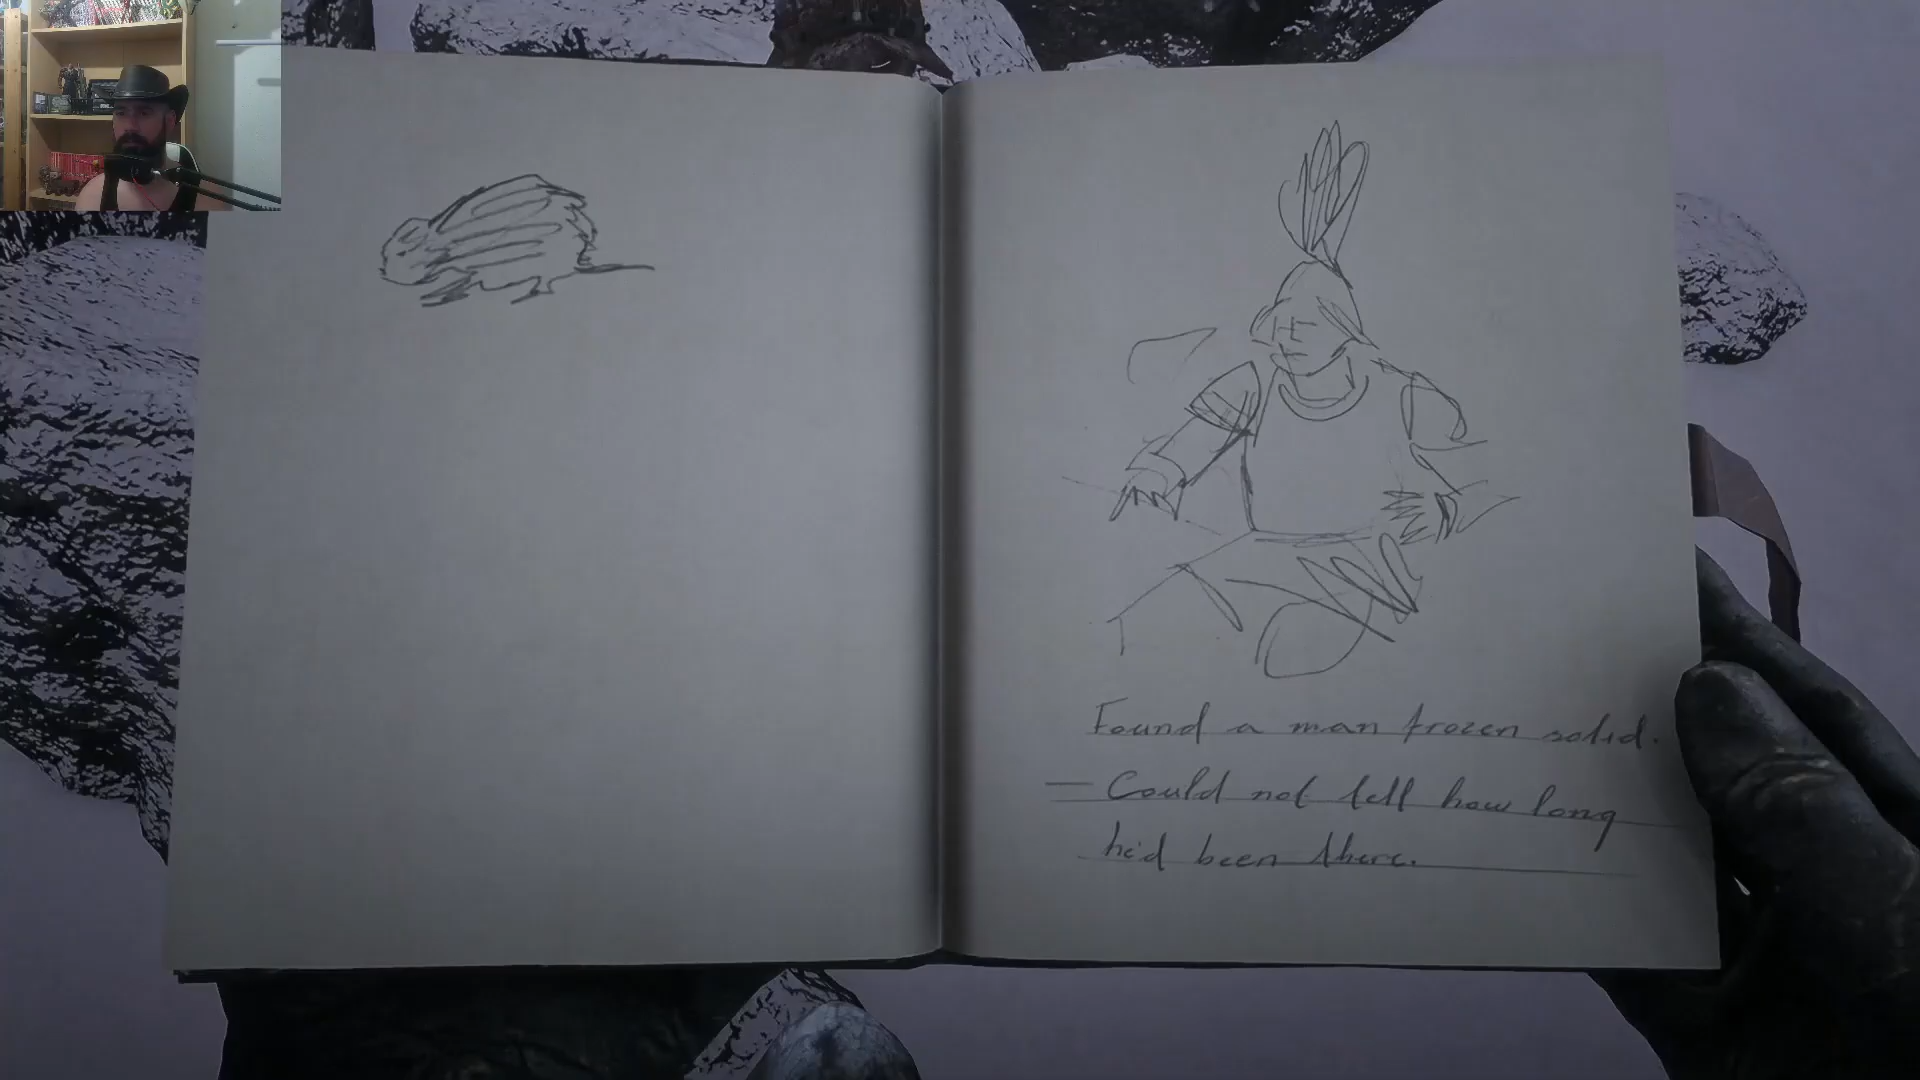 Found a man frozen solid.
— Could not tell how long
he'd been there.